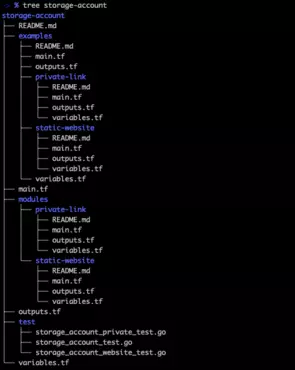 % tree storage-account
storage-account
├── README.md
├── examples
│   ├── README.md
│   ├── main.tf
│   ├── outputs.tf
│   ├── private-link
│   │   ├── README.md
│   │   ├── main.tf
│   │   ├── outputs.tf
│   │   └── variables.tf
│   ├── static-website
│   │   ├── README.md
│   │   ├── main.tf
│   │   ├── outputs.tf
│   │   └── variables.tf
│   └── variables.tf
├── main.tf
├── modules
│   ├── private-link
│   │   ├── README.md
│   │   ├── main.tf
│   │   ├── outputs.tf
│   │   └── variables.tf
│   └── static-website
│       ├── README.md
│       ├── main.tf
│       ├── outputs.tf
│       └── variables.tf
├── outputs.tf
├── test
│   ├── storage_account_private_test.go
│   ├── storage_account_test.go
│   └── storage_account_website_test.go
└── variables.tf